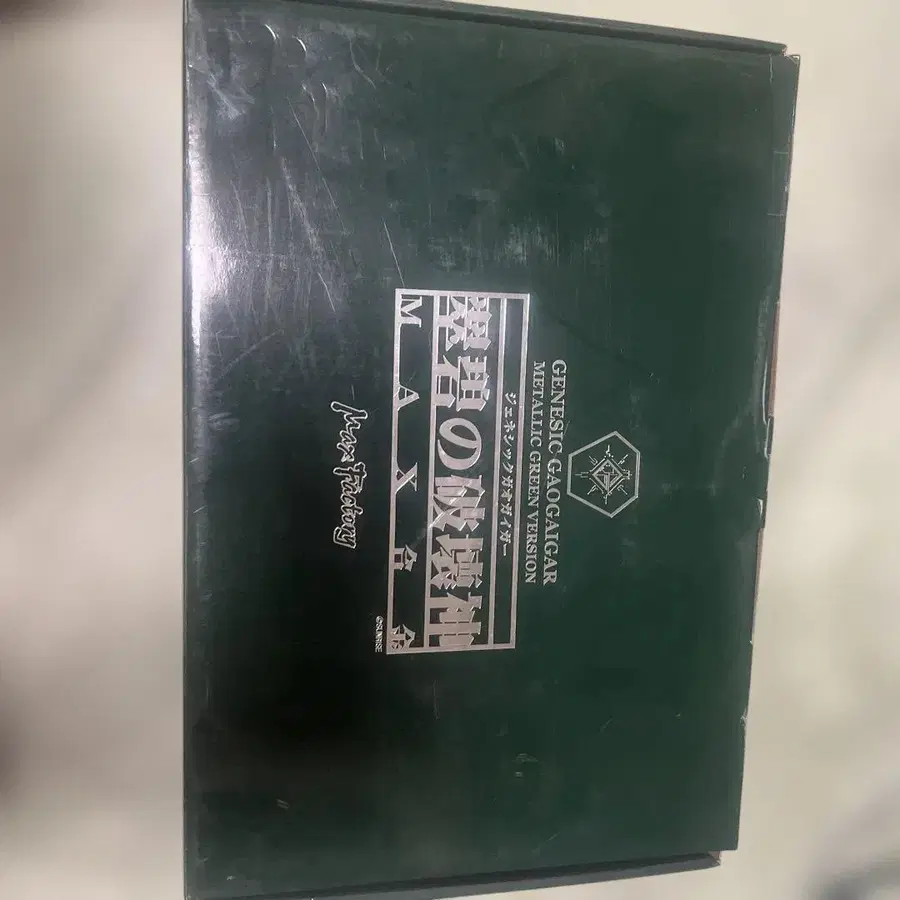 GENESIC GAOGAIGAR
METALLIC GREEN VERSION
ジェネシックガオガイガー
翠碧の破壊神
MAX合金
©SUNRISE
Max Factory